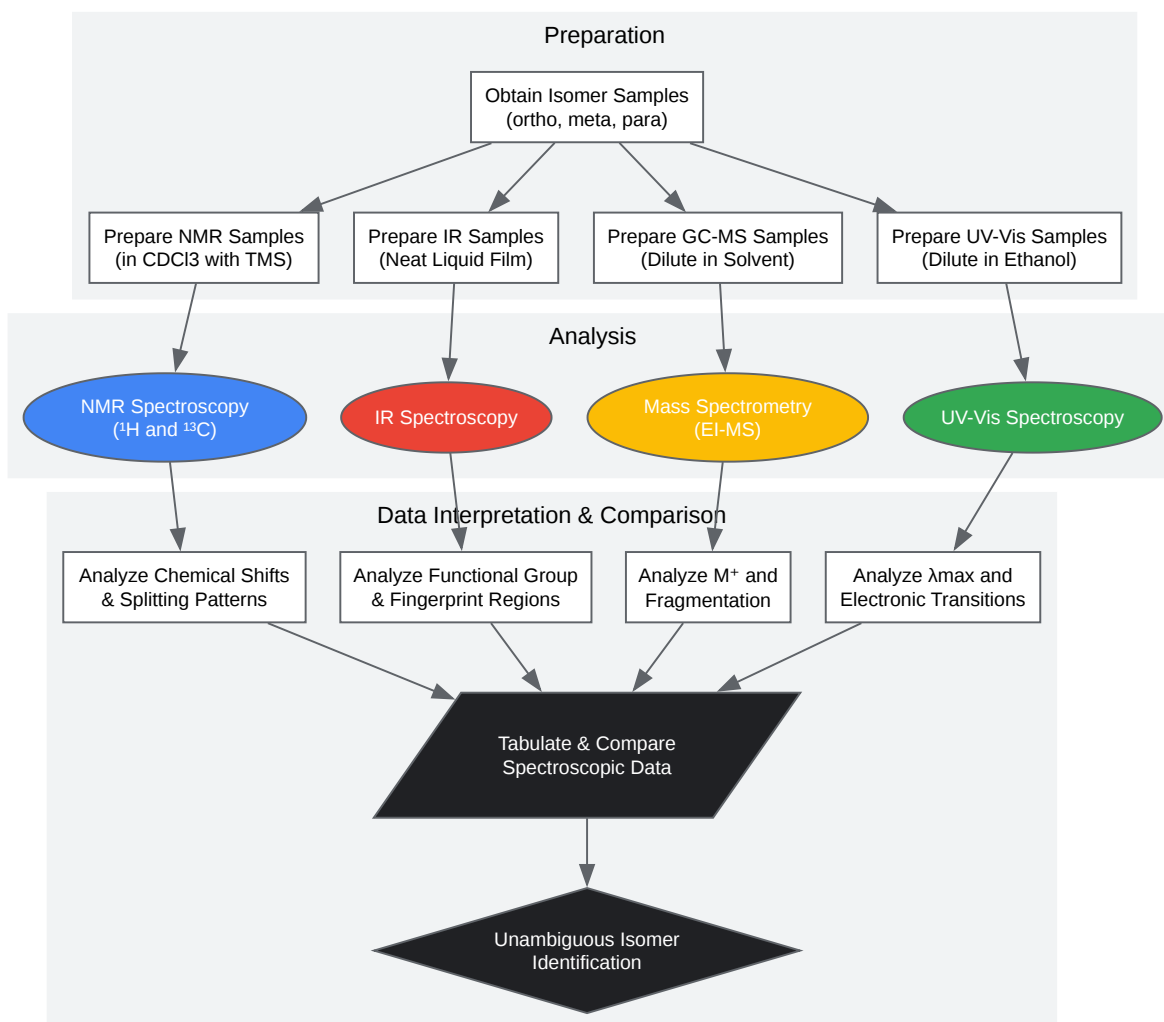 Preparation
Obtain Isomer Samples
(ortho, meta, para)
Prepare NMR Samples
(in CDCl3 with TMS)
Prepare IR Samples
(Neat Liquid Film)
Prepare GC-MS Samples
(Dilute in Solvent)
Prepare UV-Vis Samples
(Dilute in Ethanol)
Analysis
NMR Spectroscopy
(¹H and ¹³C)
IR Spectroscopy
Mass Spectrometry
(EI-MS)
UV-Vis Spectroscopy
Data Interpretation & Comparison
Analyze Chemical Shifts
& Splitting Patterns
Analyze Functional Group
& Fingerprint Regions
Analyze M⁺ and
Fragmentation
Analyze λmax and
Electronic Transitions
Tabulate & Compare
Spectroscopic Data
Unambiguous Isomer
Identification